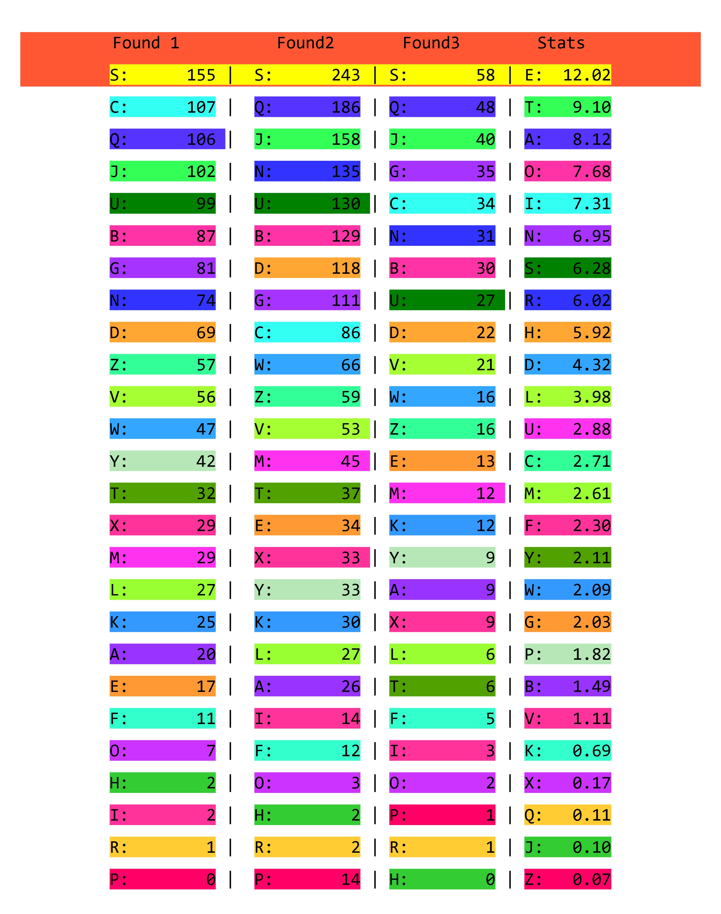 Found 1 Found2 Found3 Stats
S: 155 | S: 243 | S: 58 | E: 12.02
C: 107 | Q: 186 | Q: 48 | T: 9.10
Q: 106 | J: 158 | J: 40 | A: 8.12
J: 102 | N: 135 | G: 35 | O: 7.68
U: 99 | U: 130 | C: 34 | I: 7.31
B: 87 | B: 129 | N: 31 | N: 6.95
G: 81 | D: 118 | B: 30 | S: 6.28
N: 74 | G: 111 | U: 27 | R: 6.02
D: 69 | C: 86 | D: 22 | H: 5.92
Z: 57 | W: 66 | V: 21 | D: 4.32
V: 56 | Z: 59 | W: 16 | L: 3.98
W: 47 | V: 53 | Z: 16 | U: 2.88
Y: 42 | M: 45 | E: 13 | C: 2.71
T: 32 | T: 37 | M: 12 | M: 2.61
X: 29 | E: 34 | K: 12 | F: 2.30
M: 29 | X: 33 | Y: 9 | Y: 2.11
L: 27 | Y: 33 | A: 9 | W: 2.09
K: 25 | K: 30 | X: 9 | G: 2.03
A: 20 | L: 27 | L: 6 | P: 1.82
E: 17 | A: 26 | T: 6 | B: 1.49
F: 11 | I: 14 | F: 5 | V: 1.11
O: 7 | F: 12 | I: 3 | K: 0.69
H: 2 | O: 3 | O: 2 | X: 0.17
I: 2 | H: 2 | P: 1 | Q: 0.11
R: 1 | R: 2 | R: 1 | J: 0.10
P: 0 | P: 14 | H: 0 | Z: 0.07